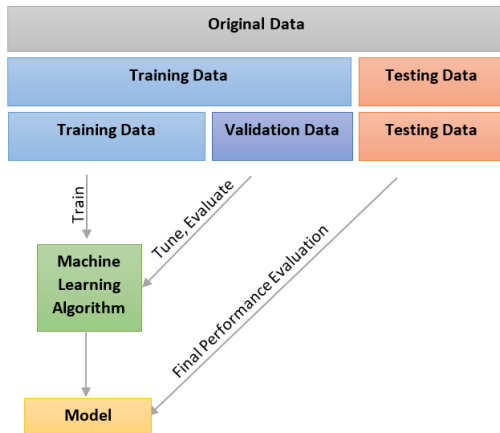 Original Data
Training Data
Testing Data
Training Data
Validation Data
Testing Data
Train
Tune, Evaluate
Final Performance Evaluation
Machine
Learning
Algorithm
Model